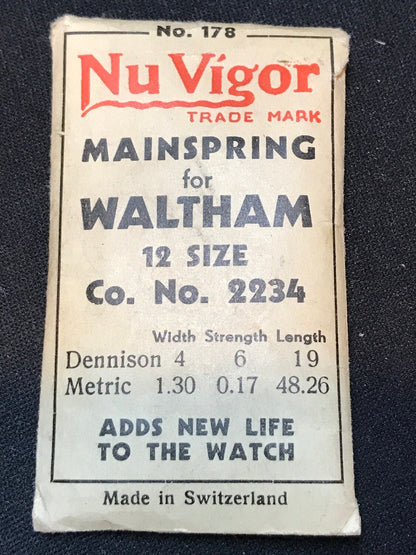 No. 178
Nu Vigor
TRADE MARK
MAINSPRING
for
WALTHAM
12 SIZE
Co. No. 2234
Width Strength Length
Dennison 4 6 19
Metric 1.30 0.17 48.26
ADDS NEW LIFE
TO THE WATCH
Made in Switzerland